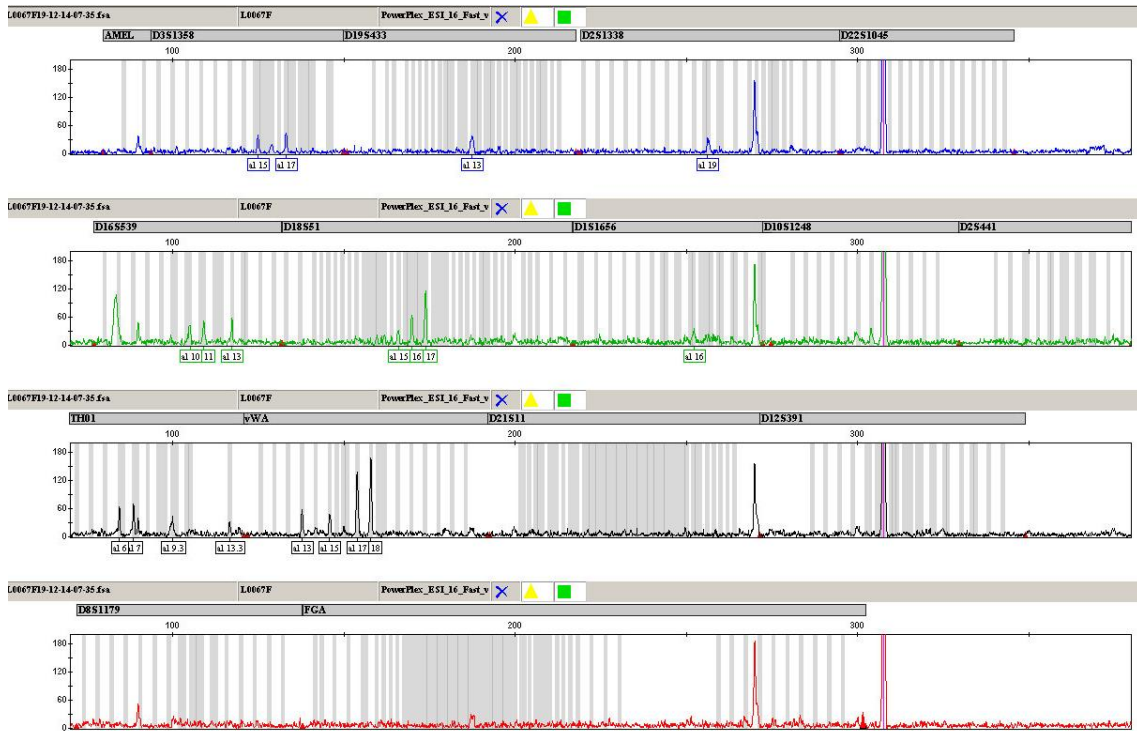 L0067F19-12-14-07-35.fsa L0067F PowerPlex_ESI_16_Fast_v
AMEL D3S1358 D19S433 D2S1338 D22S1045
100 200 300
180
120
60
0
al 15 al 17 al 13 al 19
L0067F19-12-14-07-35.fsa L0067F PowerPlex_ESI_16_Fast_v
D16S539 D18S51 D1S1656 D10S1248 D2S441
100 200 300
180
120
60
0
al 10 11 al 13 al 15 16 17 al 16
L0067F19-12-14-07-35.fsa L0067F PowerPlex_ESI_16_Fast_v
TH01 vWA D21S11 D12S391
100 200 300
180
120
60
0
al 6 al 7 al 9.3 al 13.3 al 13 al 15 al 17 18
L0067F19-12-14-07-35.fsa L0067F PowerPlex_ESI_16_Fast_v
D8S1179 FGA
100 200 300
180
120
60
0